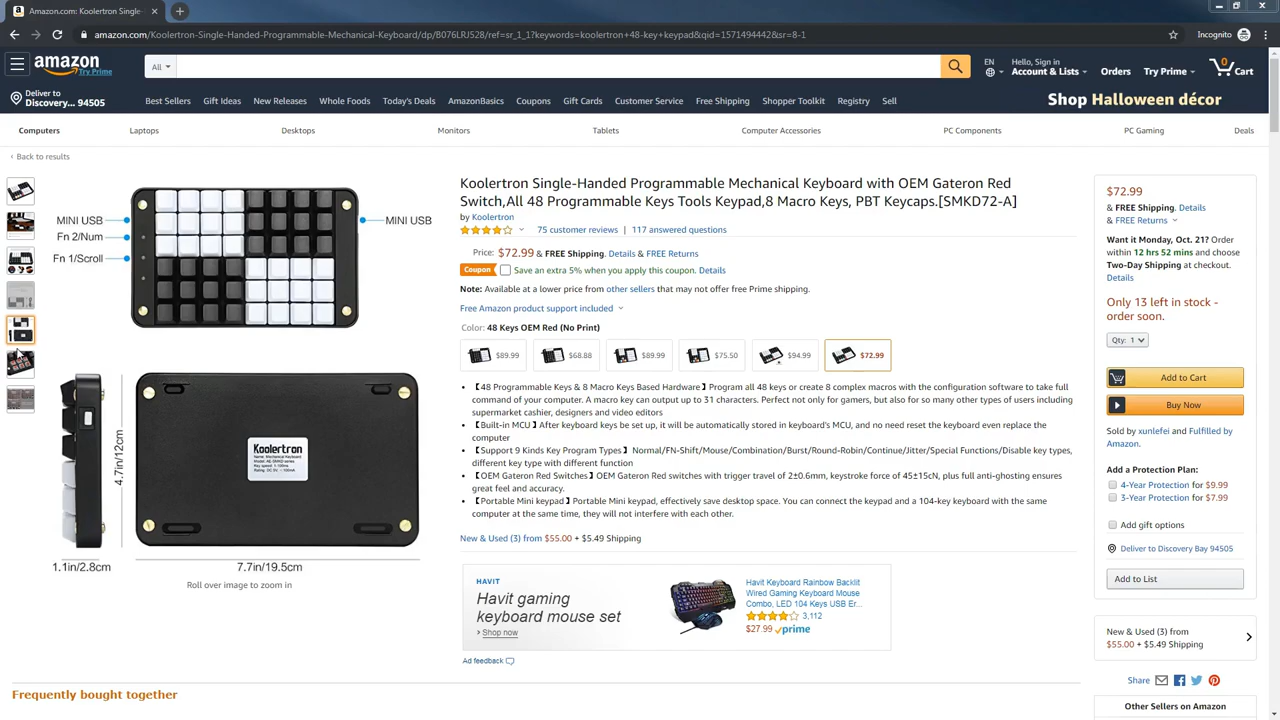 Amazon.com: Koolertron Single-
amazon.com/Koolertron-Single-Handed-Programmable-Mechanical-Keyboard/dp/B076LRJ528/ref=sr_1_1?keywords=koolertron+48-key+keypad&qid=1571494442&sr=8-1
Incognito
amazon
Try Prime
All
EN
Hello, Sign in
Account & Lists
Orders
Try Prime
0
Cart
Deliver to
Discovery... 94505
Best Sellers
Gift Ideas
New Releases
Whole Foods
Today's Deals
AmazonBasics
Coupons
Gift Cards
Customer Service
Free Shipping
Shopper Toolkit
Registry
Sell
Shop Halloween décor
Computers
Laptops
Desktops
Monitors
Tablets
Computer Accessories
PC Components
PC Gaming
Deals
‹ Back to results
MINI USB
Fn 2/Num
Fn 1/Scroll
MINI USB
4.7in/12cm
Koolertron
1.1in/2.8cm
7.7in/19.5cm
Roll over image to zoom in
Koolertron Single-Handed Programmable Mechanical Keyboard with OEM Gateron Red
Switch,All 48 Programmable Keys Tools Keypad,8 Macro Keys, PBT Keycaps.[SMKD72-A]
by Koolertron
75 customer reviews | 117 answered questions
Price: $72.99 & FREE Shipping. Details & FREE Returns
Coupon Save an extra 5% when you apply this coupon. Details
Note: Available at a lower price from other sellers that may not offer free Prime shipping.
Free Amazon product support included
Color: 48 Keys OEM Red (No Print)
$89.99
$68.88
$89.99
$75.50
$94.99
$72.99
• 【48 Programmable Keys & 8 Macro Keys Based Hardware】Program all 48 keys or create 8 complex macros with the configuration software to take full
command of your computer. A macro key can output up to 31 characters. Perfect not only for gamers, but also for so many other types of users including
supermarket cashier, designers and video editors
• 【Built-in MCU】After keyboard keys be set up, it will be automatically stored in keyboard's MCU, and no need reset the keyboard even replace the
computer
• 【Support 9 Kinds Key Program Types】 Normal/FN-Shift/Mouse/Combination/Burst/Round-Robin/Continue/Jitter/Special Functions/Disable key types,
different key type with different function
• 【OEM Gateron Red Switches】OEM Gateron Red switches with trigger travel of 2±0.6mm, keystroke force of 45±15cN, plus full anti-ghosting ensures
great feel and accuracy.
• 【Portable Mini keypad】Portable Mini keypad, effectively save desktop space. You can connect the keypad and a 104-key keyboard with the same
computer at the same time, they will not interfere with each other.
New & Used (3) from $55.00 + $5.49 Shipping
HAVIT
Havit gaming
keyboard mouse set
› Shop now
Havit Keyboard Rainbow Backlit
Wired Gaming Keyboard Mouse
Combo, LED 104 Keys USB Er...
3,112
$27.99 prime
Ad feedback
Frequently bought together
$72.99
& FREE Shipping. Details
& FREE Returns
Want it Monday, Oct. 21? Order
within 12 hrs 52 mins and choose
Two-Day Shipping at checkout.
Details
Only 13 left in stock -
order soon.
Qty: 1
Add to Cart
Buy Now
Sold by xunlefei and Fulfilled by
Amazon.
Add a Protection Plan:
4-Year Protection for $9.99
3-Year Protection for $7.99
Add gift options
Deliver to Discovery Bay 94505
Add to List
New & Used (3) from
$55.00 + $5.49 Shipping
Share
Other Sellers on Amazon